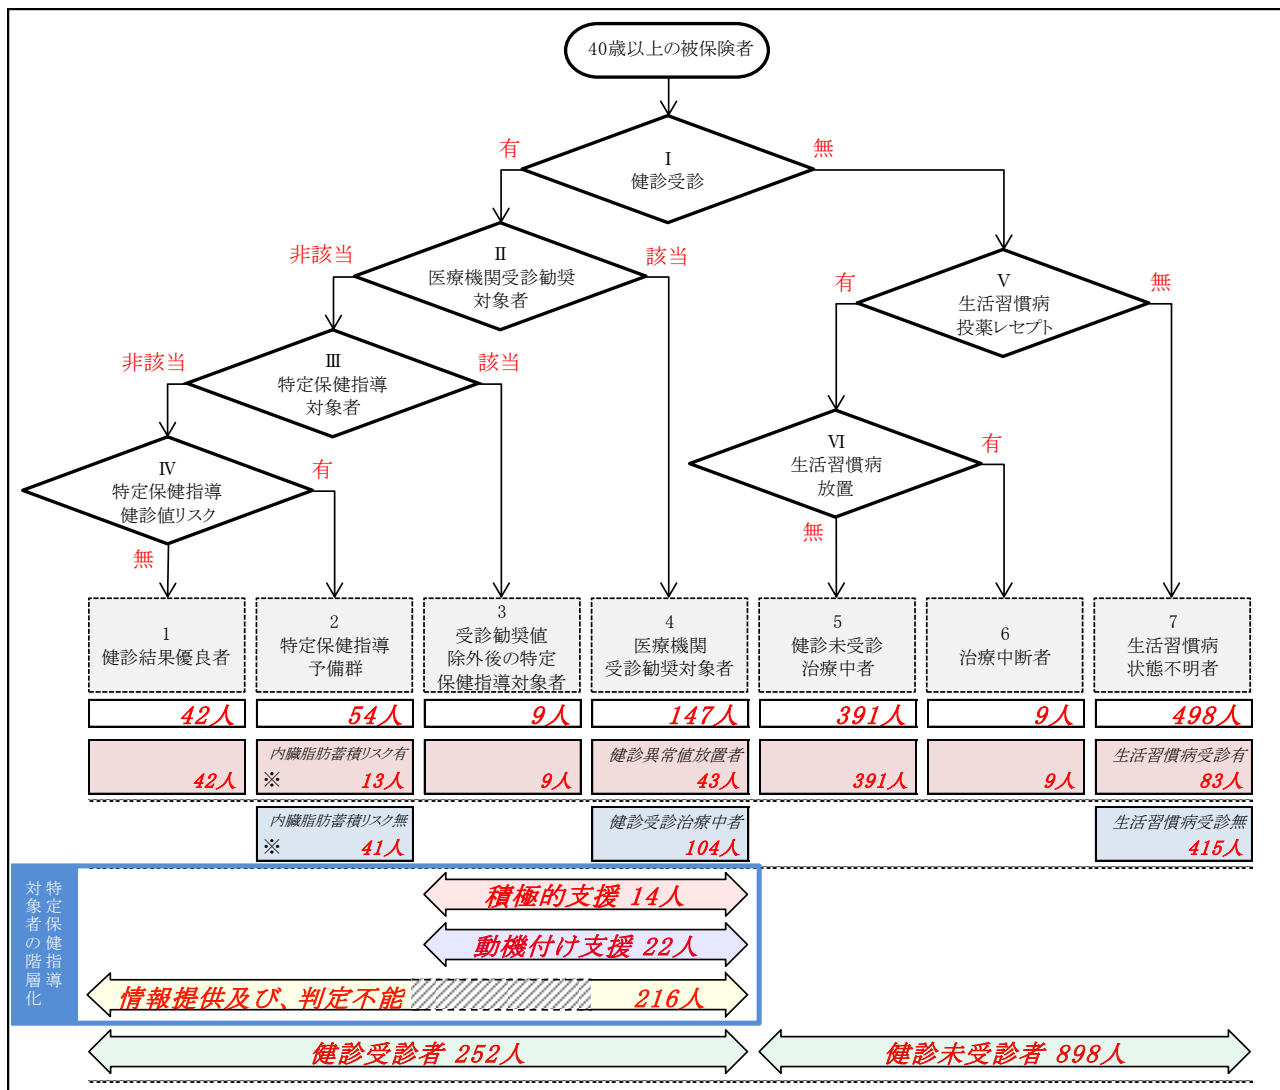 40歳以上の被保険者
有
Ⅰ
健診受診
無
非該当
Ⅱ
医療機関受診勧奨
対象者
該当
有
Ⅴ
生活習慣病
投薬レセプト
無
非該当
Ⅲ
特定保健指導
対象者
該当
Ⅳ
特定保健指導
健診値リスク
有
無
Ⅵ
生活習慣病
放置
有
無
1
健診結果優良者
2
特定保健指導
予備群
3
受診勧奨値
除外後の特定
保健指導対象者
4
医療機関
受診勧奨対象者
5
健診未受診
治療中者
6
治療中断者
7
生活習慣病
状態不明者
42人
54人
9人
147人
391人
9人
498人
42人
内臓脂肪蓄積リスク有
※ 13人
9人
健診異常値放置者
43人
391人
9人
生活習慣病受診有
83人
内臓脂肪蓄積リスク無
※ 41人
健診受診治療中者
104人
生活習慣病受診無
415人
特定保健指導
対象者の階層化
積極的支援 14人
動機付け支援 22人
情報提供及び、判定不能 216人
健診受診者 252人
健診未受診者 898人